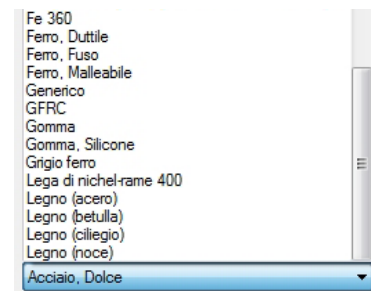 Fe 360
Ferro, Duttile
Ferro, Fuso
Ferro, Malleabile
Generico
GFRC
Gomma
Gomma, Silicone
Grigio ferro
Lega di nichel-rame 400
Legno (acero)
Legno (betulla)
Legno (ciliegio)
Legno (noce)
Acciaio, Dolce